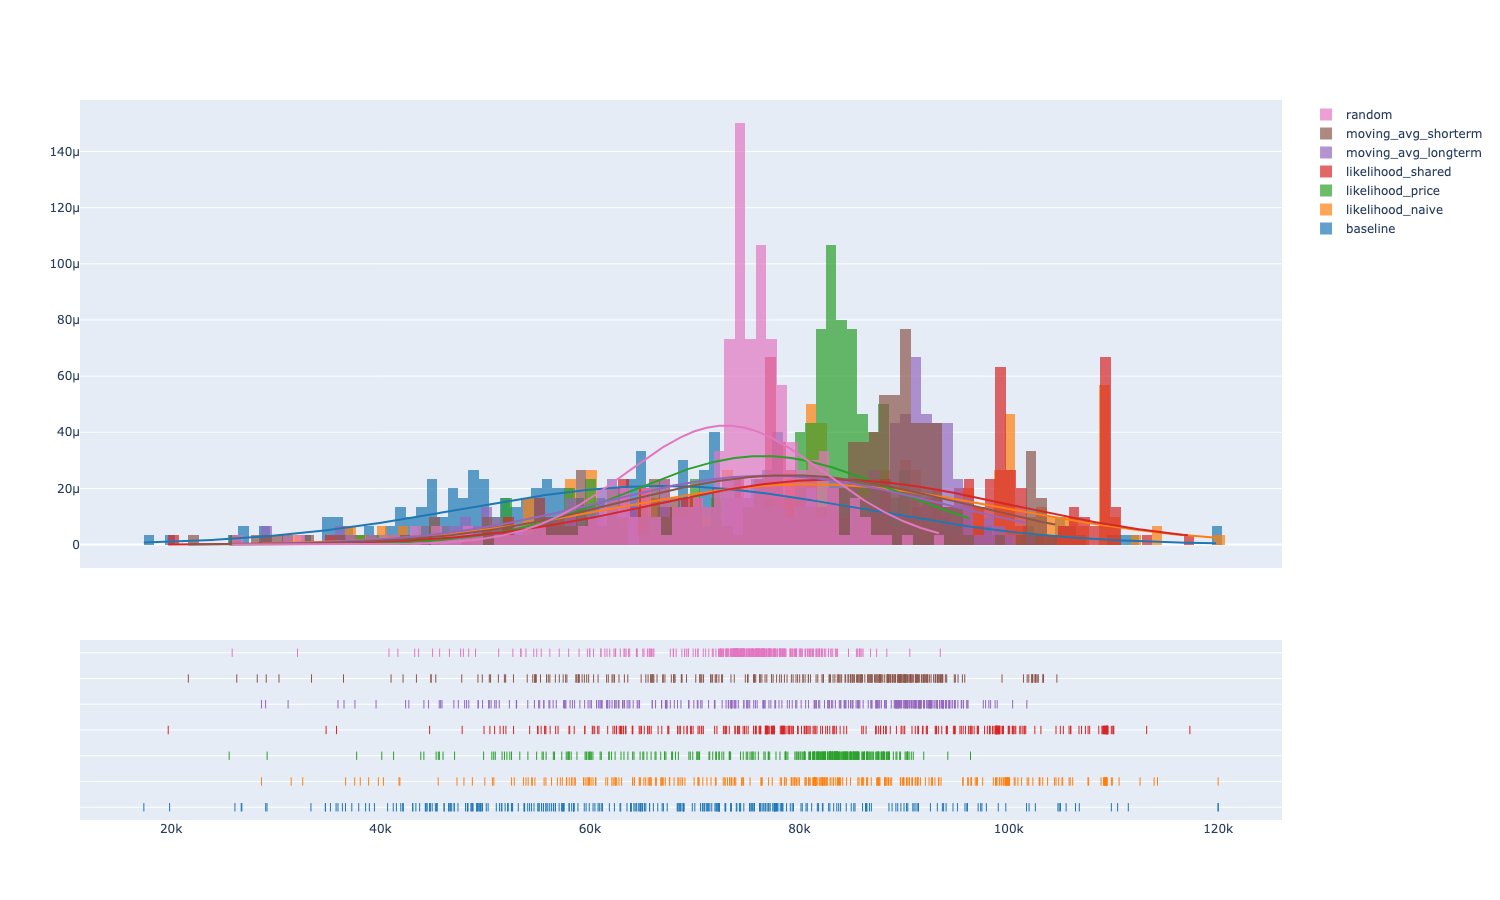 140μ
120μ
100μ
80μ
60μ
40μ
20μ
0
random
moving_avg_shorterm
moving_avg_longterm
likelihood_shared
likelihood_price
likelihood_naive
baseline
20k
40k
60k
80k
100k
120k